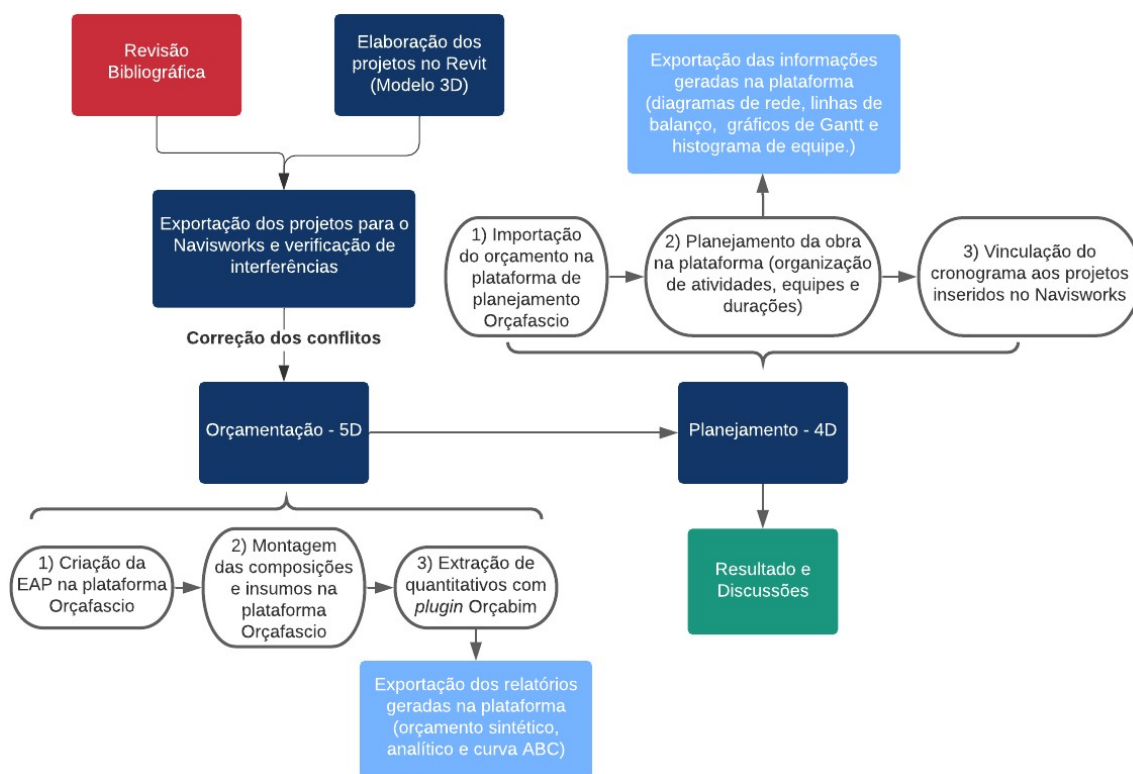 Revisão
Bibliográfica
Elaboração dos
projetos no Revit
(Modelo 3D)
Exportação das informações
geradas na plataforma
(diagramas de rede, linhas de
balanço, gráficos de Gantt e
histograma de equipe.)
Exportação dos projetos para o
Navisworks e verificação de
interferências
1) Importação
do orçamento na
plataforma de
planejamento
Orçafascio
2) Planejamento da obra
na plataforma (organização
de atividades, equipes e
durações)
3) Vinculação do
cronograma aos projetos
inseridos no Navisworks
Correção dos conflitos
Orçamentação - 5D
Planejamento - 4D
1) Criação da
EAP na plataforma
Orçafascio
2) Montagem
das composições
e insumos na
plataforma
Orçafascio
3) Extração de
quantitativos com
plugin Orçabim
Resultado e
Discussões
Exportação dos relatórios
geradas na plataforma
(orçamento sintético,
analítico e curva ABC)